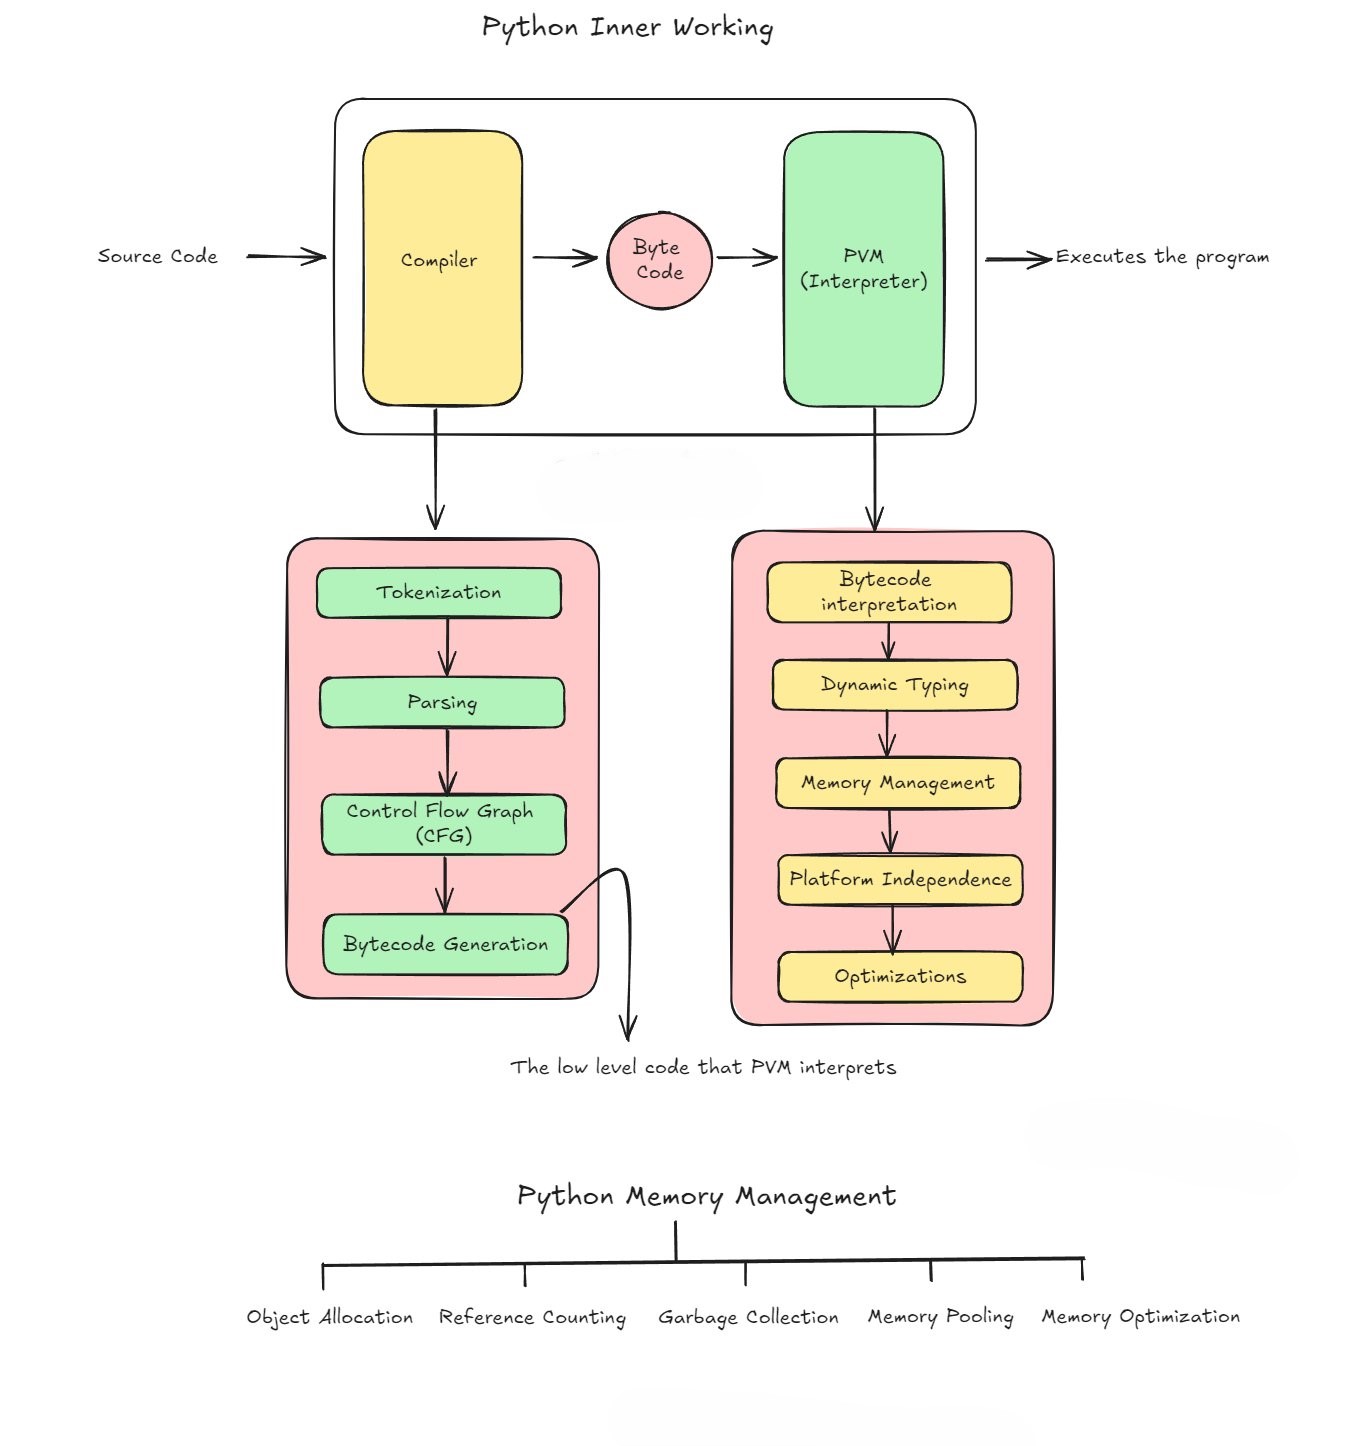 Python Inner Working
Source Code
Compiler
Byte
Code
PVM
(Interpreter)
Executes the program
Tokenization
Parsing
Control Flow Graph
(CFG)
Bytecode Generation
Bytecode
interpretation
Dynamic Typing
Memory Management
Platform Independence
Optimizations
The low level code that PVM interprets
Python Memory Management
Object Allocation
Reference Counting
Garbage Collection
Memory Pooling
Memory Optimization